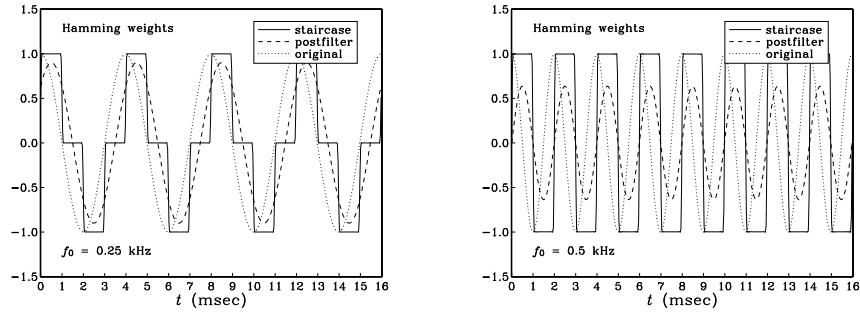 Hamming weights
staircase
postfilter
original
1.5
1.0
0.5
0.0
−0.5
−1.0
−1.5
f0 = 0.25 kHz
0 1 2 3 4 5 6 7 8 9 10 11 12 13 14 15 16
t (msec)
Hamming weights
staircase
postfilter
original
1.5
1.0
0.5
0.0
−0.5
−1.0
−1.5
f0 = 0.5 kHz
0 1 2 3 4 5 6 7 8 9 10 11 12 13 14 15 16
t (msec)